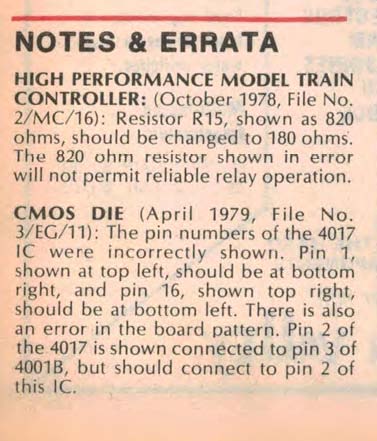 NOTES & ERRATA
HIGH PERFORMANCE MODEL TRAIN
CONTROLLER: (October 1978, File No.
2/MC/16): Resistor R15, shown as 820
ohms, should be changed to 180 ohms.
The 820 ohm resistor shown in error
will not permit reliable relay operation.
CMOS DIE (April 1979, File No.
3/EG/11): The pin numbers of the 4017
IC were incorrectly shown. Pin 1,
shown at top left, should be at bottom
right, and pin 16, shown top right,
should be at bottom left. There is also
an error in the board pattern. Pin 2 of
the 4017 is shown connected to pin 3 of
4001B, but should connect to pin 2 of
this IC.